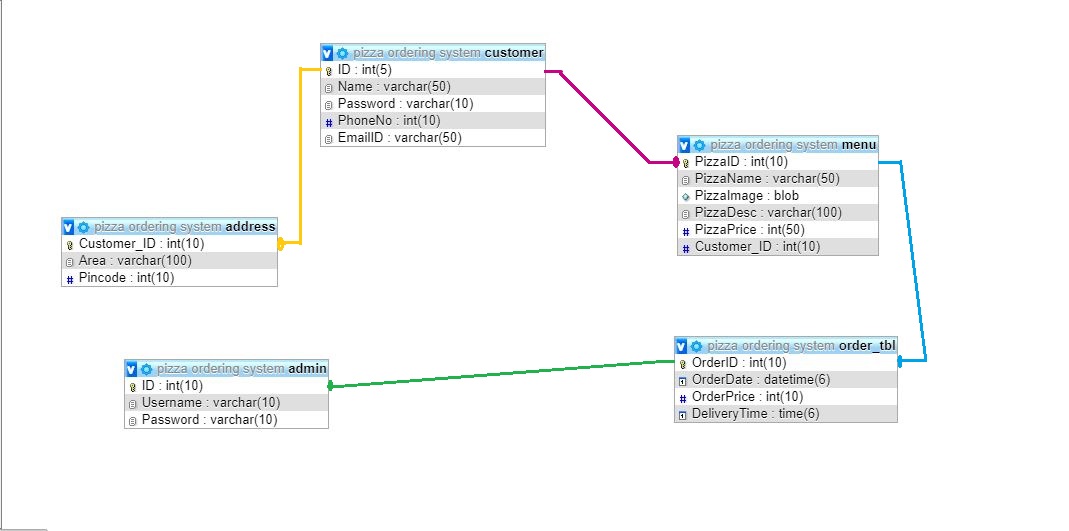 pizza ordering system customer
ID : int(5)
Name : varchar(50)
Password : varchar(10)
PhoneNo : int(10)
EmailID : varchar(50)
pizza ordering system menu
PizzaID : int(10)
PizzaName : varchar(50)
PizzaImage : blob
PizzaDesc : varchar(100)
PizzaPrice : int(50)
Customer_ID : int(10)
pizza ordering system address
Customer_ID : int(10)
Area : varchar(100)
Pincode : int(10)
pizza ordering system order_tbl
OrderID : int(10)
OrderDate : datetime(6)
OrderPrice : int(10)
DeliveryTime : time(6)
pizza ordering system admin
ID : int(10)
Username : varchar(10)
Password : varchar(10)